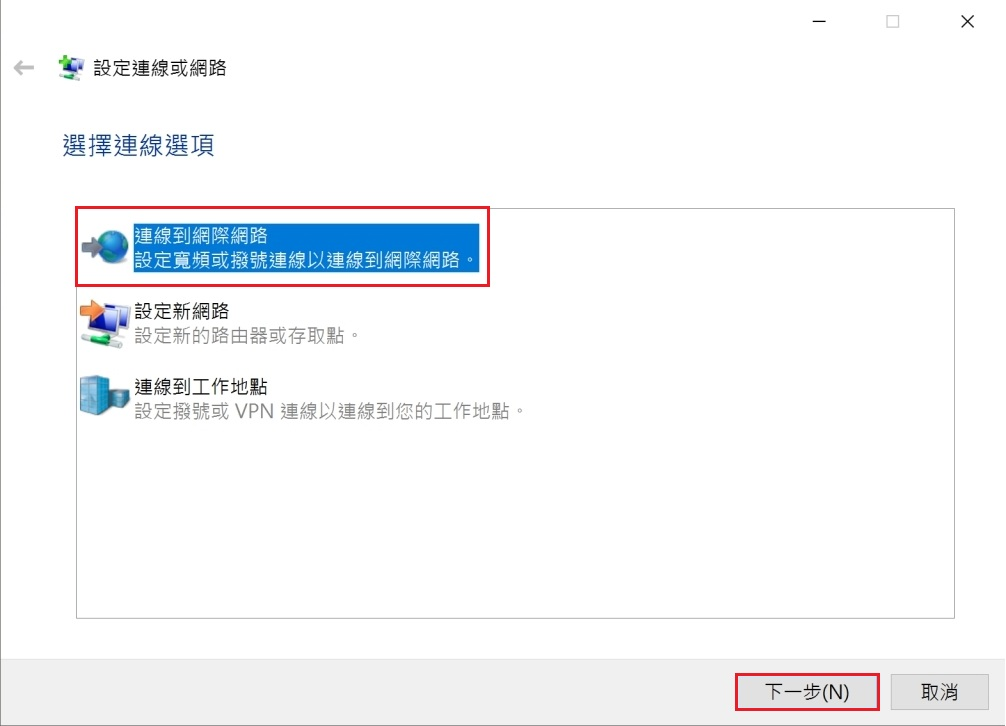 設定連線或網路
選擇連線選項
連線到網際網路
設定寬頻或撥號連線以連線到網際網路。
設定新網路
設定新的路由器或存取點。
連線到工作地點
設定撥號或 VPN 連線以連線到您的工作地點。
下一步(N)
取消